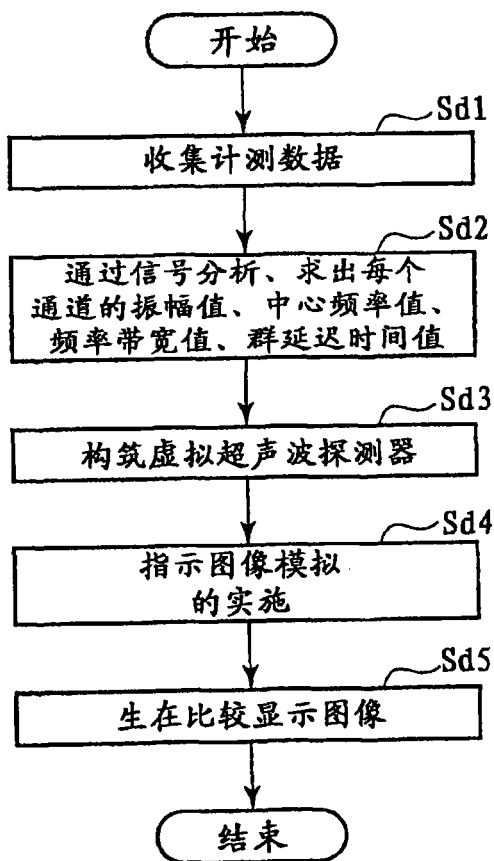 开始
Sd1
收集计测数据
Sd2
通过信号分析、求出每个
通道的振幅值、中心频率值、
频率带宽值、群延迟时间值
Sd3
构筑虚拟超声波探测器
Sd4
指示图像模拟
的实施
Sd5
生在比较显示图像
结束